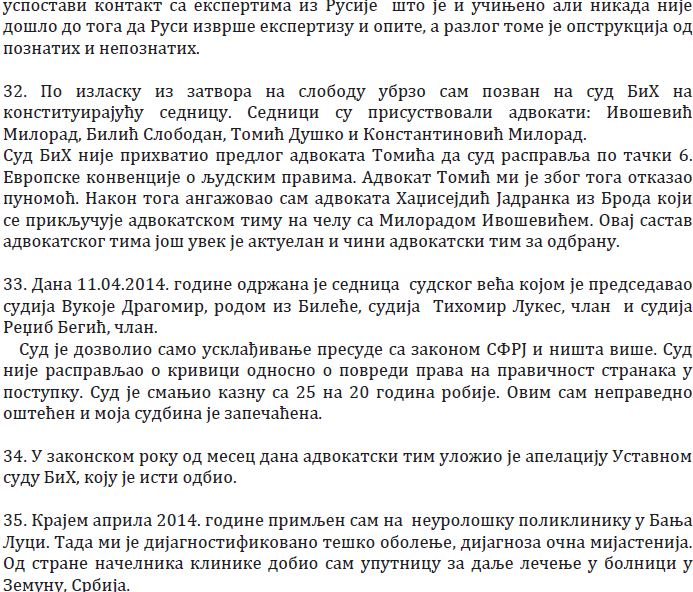 успостави контакт са експертима из Русије што је и учињено али никада није
дошло до тога да Руси изврше експертизу и опите, а разлог томе је опструкција од
познатих и непознатих.
32. По изласку из затвора на слободу убрзо сам позван на суд БиХ на
конституирајућу седницу. Седници су присуствовали адвокати: Ивошевић
Милорад, Билић Слободан, Томић Душко и Константиновић Милорад.
Суд БиХ није прихватио предлог адвоката Томића да суд расправља по тачки 6.
Европске конвенције о људским правима. Адвокат Томић ми је због тога отказао
пуномоћ. Након тога ангажовао сам адвоката Хаџисејдић Јадранка из Брода који
се прикључује адвокатском тиму на челу са Милорадом Ивошевићем. Овај састав
адвокатског тима још увек је актуелан и чини адвокатски тим за одбрану.
33. Дана 11.04.2014. године одржана је седница судског већа којом је председавао
судија Вукоје Драгомир, родом из Билеће, судија Тихомир Лукес, члан и судија
Реџиб Бегић, члан.
Суд је дозволио само усклађивање пресуде са законом СФРЈ и ништа више. Суд
није расправљао о кривици односно о повреди права на правичност странака у
поступку. Суд је смањио казну са 25 на 20 година робије. Овим сам неправедно
оштећен и моја судбина је запечаћена.
34. У законском року од месец дана адвокатски тим уложио је апелацију Уставном
суду БиХ, коју је исти одбио.
35. Крајем априла 2014. године примљен сам на неуролошку поликлинику у Бања
Луци. Тада ми је дијагностификовано тешко обољење, дијагноза очна мијастенија.
Од стране начелника клинике добио сам упутницу за даље лечење у болници у
Земуну, Србија.